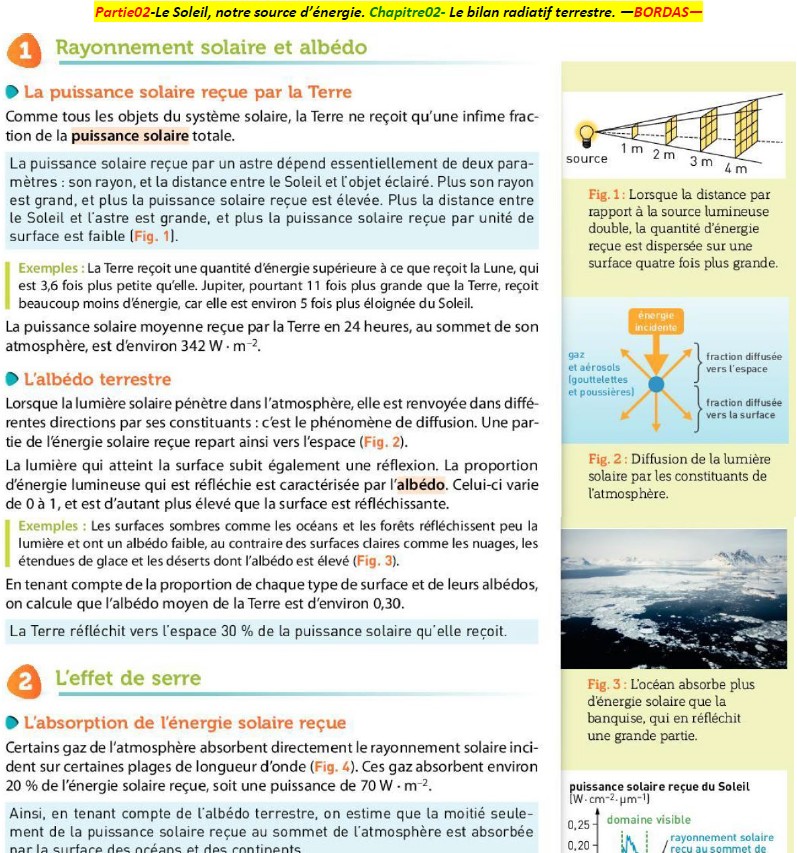 Partie02-Le Soleil, notre source d'énergie. Chapitre02- Le bilan radiatif terrestre. —BORDAS—
1 Rayonnement solaire et albédo
La puissance solaire reçue par la Terre
Comme tous les objets du système solaire, la Terre ne reçoit qu'une infime frac-
tion de la puissance solaire totale.
La puissance solaire reçue par un astre dépend essentiellement de deux para-
mètres : son rayon, et la distance entre le Soleil et l'objet éclairé. Plus son rayon
est grand, et plus la puissance solaire reçue est élevée. Plus la distance entre
le Soleil et l'astre est grande, et plus la puissance solaire reçue par unité de
surface est faible (Fig. 1).
Exemples : La Terre reçoit une quantité d'énergie supérieure à ce que reçoit la Lune, qui
est 3,6 fois plus petite qu'elle. Jupiter, pourtant 11 fois plus grande que la Terre, reçoit
beaucoup moins d'énergie, car elle est environ 5 fois plus éloignée du Soleil.
La puissance solaire moyenne reçue par la Terre en 24 heures, au sommet de son
atmosphère, est d'environ 342 W · m⁻².
L'albédo terrestre
Lorsque la lumière solaire pénètre dans l'atmosphère, elle est renvoyée dans diffé-
rentes directions par ses constituants : c'est le phénomène de diffusion. Une par-
tie de l'énergie solaire reçue repart ainsi vers l'espace (Fig. 2).
La lumière qui atteint la surface subit également une réflexion. La proportion
d'énergie lumineuse qui est réfléchie est caractérisée par l'albédo. Celui-ci varie
de 0 à 1, et est d'autant plus élevé que la surface est réfléchissante.
Exemples : Les surfaces sombres comme les océans et les forêts réfléchissent peu la
lumière et ont un albédo faible, au contraire des surfaces claires comme les nuages, les
étendues de glace et les déserts dont l'albédo est élevé (Fig. 3).
En tenant compte de la proportion de chaque type de surface et de leurs albédos,
on calcule que l'albédo moyen de la Terre est d'environ 0,30.
La Terre réfléchit vers l'espace 30 % de la puissance solaire qu'elle reçoit.
2 L'effet de serre
L'absorption de l'énergie solaire reçue
Certains gaz de l'atmosphère absorbent directement le rayonnement solaire inci-
dent sur certaines plages de longueur d'onde (Fig. 4). Ces gaz absorbent environ
20 % de l'énergie solaire reçue, soit une puissance de 70 W · m⁻².
Ainsi, en tenant compte de l'albédo terrestre, on estime que la moitié seule-
ment de la puissance solaire reçue au sommet de l'atmosphère est absorbée
par la surface des océans et des continents.
source
1 m
2 m
3 m
4 m
Fig. 1 : Lorsque la distance par
rapport à la source lumineuse
double, la quantité d'énergie
reçue est dispersée sur une
surface quatre fois plus grande.
énergie
incidente
gaz
et aérosols
(gouttelettes
et poussières)
fraction diffusée
vers l'espace
fraction diffusée
vers la surface
Fig. 2 : Diffusion de la lumière
solaire par les constituants de
l'atmosphère.
Fig. 3 : L'océan absorbe plus
d'énergie solaire que la
banquise, qui en réfléchit
une grande partie.
puissance solaire reçue du Soleil
(W · cm⁻² · µm⁻¹)
domaine visible
0,25
rayonnement solaire
0,20
reçu au sommet de